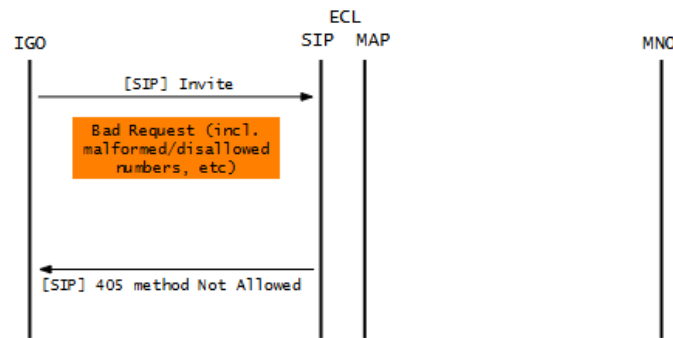 ECL
IGO SIP MAP MNO
[SIP] Invite
Bad Request (incl.
malformed/disallowed
numbers, etc)
[SIP] 405 method Not Allowed